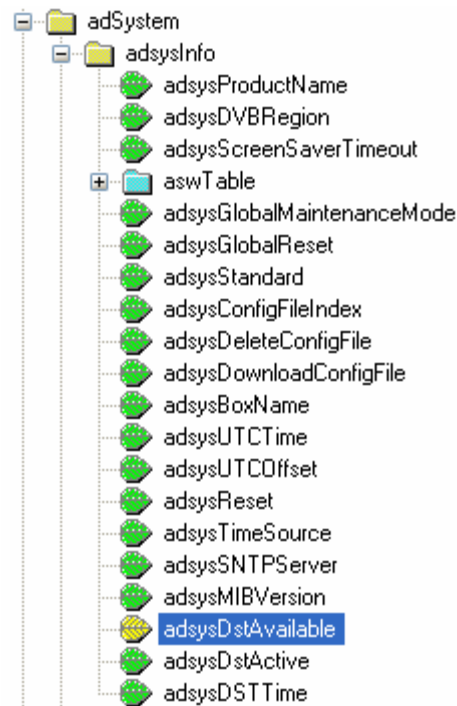 adSystem
adsysInfo
adsysProductName
adsysDVBRegion
adsysScreenSaverTimeout
aswTable
adsysGlobalMaintenanceMode
adsysGlobalReset
adsysStandard
adsysConfigFileIndex
adsysDeleteConfigFile
adsysDownloadConfigFile
adsysBoxName
adsysUTCTime
adsysUTCOffset
adsysReset
adsysTimeSource
adsysSNTPServer
adsysMIBVersion
adsysDstAvailable
adsysDstActive
adsysDSTTime